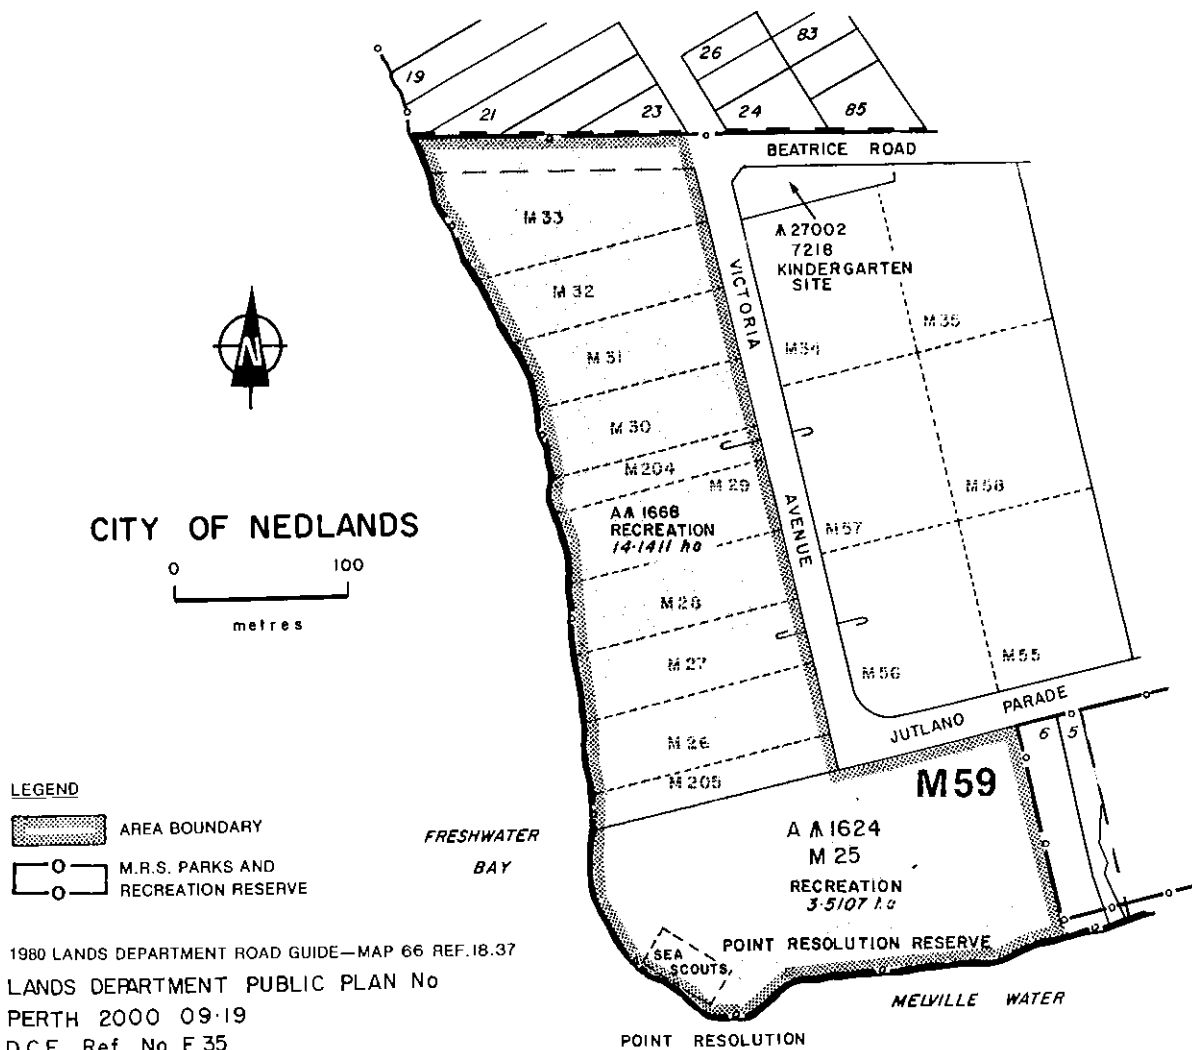 19
21
23
26
83
24
85
BEATRICE ROAD
M 33
A 27002
7218
KINDERGARTEN
SITE
VICTORIA
AVENUE
M 32
M 35
M 34
M 31
N
M 30
M 204
M 29
M 58
CITY OF NEDLANDS
A A 1668
RECREATION
14·1411 ha
M 57
0 100
metres
M 28
M 27
M 56
M 55
JUTLANO PARADE
6 5
M 26
M 205
M59
LEGEND
AREA BOUNDARY
M.R.S. PARKS AND
RECREATION RESERVE
FRESHWATER
BAY
A A 1624
M 25
RECREATION
3·5107 ha
SEA
SCOUTS
POINT RESOLUTION RESERVE
MELVILLE WATER
POINT RESOLUTION
1980 LANDS DEPARTMENT ROAD GUIDE—MAP 66 REF.18.37
LANDS DEPARTMENT PUBLIC PLAN No
PERTH 2000 09·19
D.C.E. Ref. No F 35